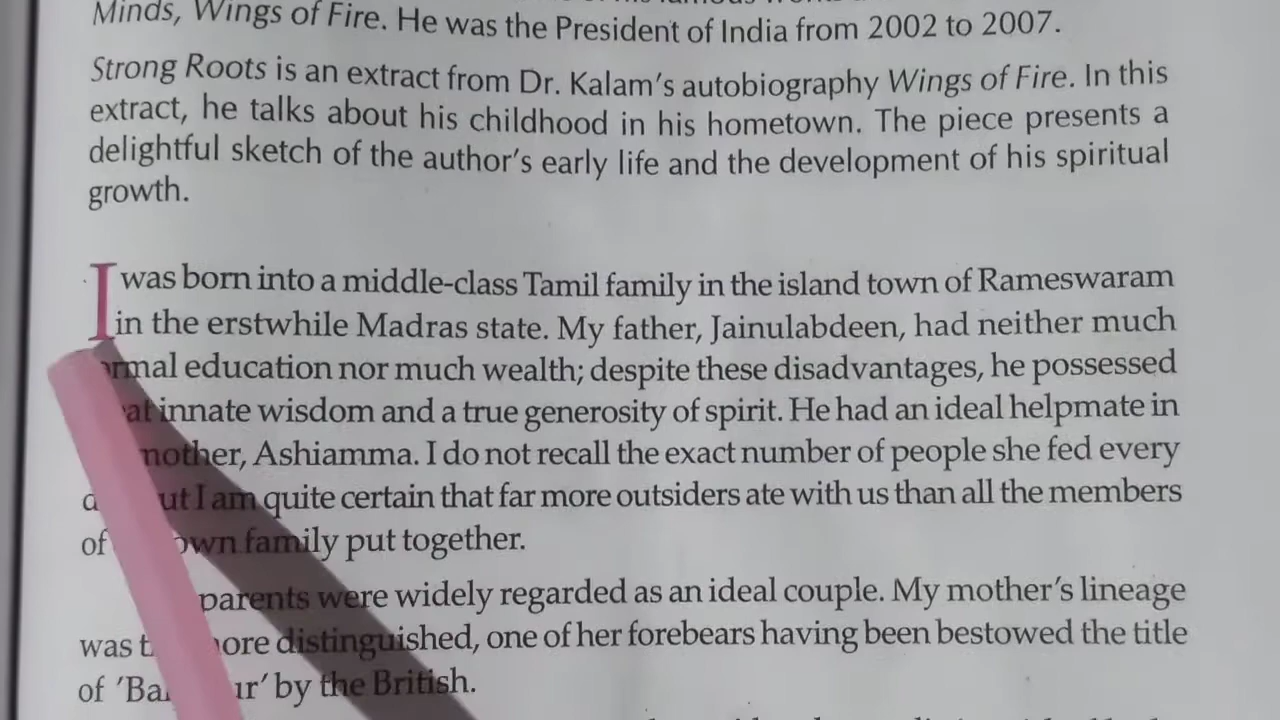 Minds, Wings of Fire. He was the President of India from 2002 to 2007.
Strong Roots is an extract from Dr. Kalam's autobiography Wings of Fire. In this
extract, he talks about his childhood in his hometown. The piece presents a
delightful sketch of the author's early life and the development of his spiritual
growth.
I was born into a middle-class Tamil family in the island town of Rameswaram
in the erstwhile Madras state. My father, Jainulabdeen, had neither much
education nor much wealth; despite these disadvantages, he possessed
innate wisdom and a true generosity of spirit. He had an ideal helpmate in
mother, Ashiamma. I do not recall the exact number of people she fed every
I am quite certain that far more outsiders ate with us than all the members
of own family put together.
parents were widely regarded as an ideal couple. My mother's lineage
was distinguished, one of her forebears having been bestowed the title
of by the British.